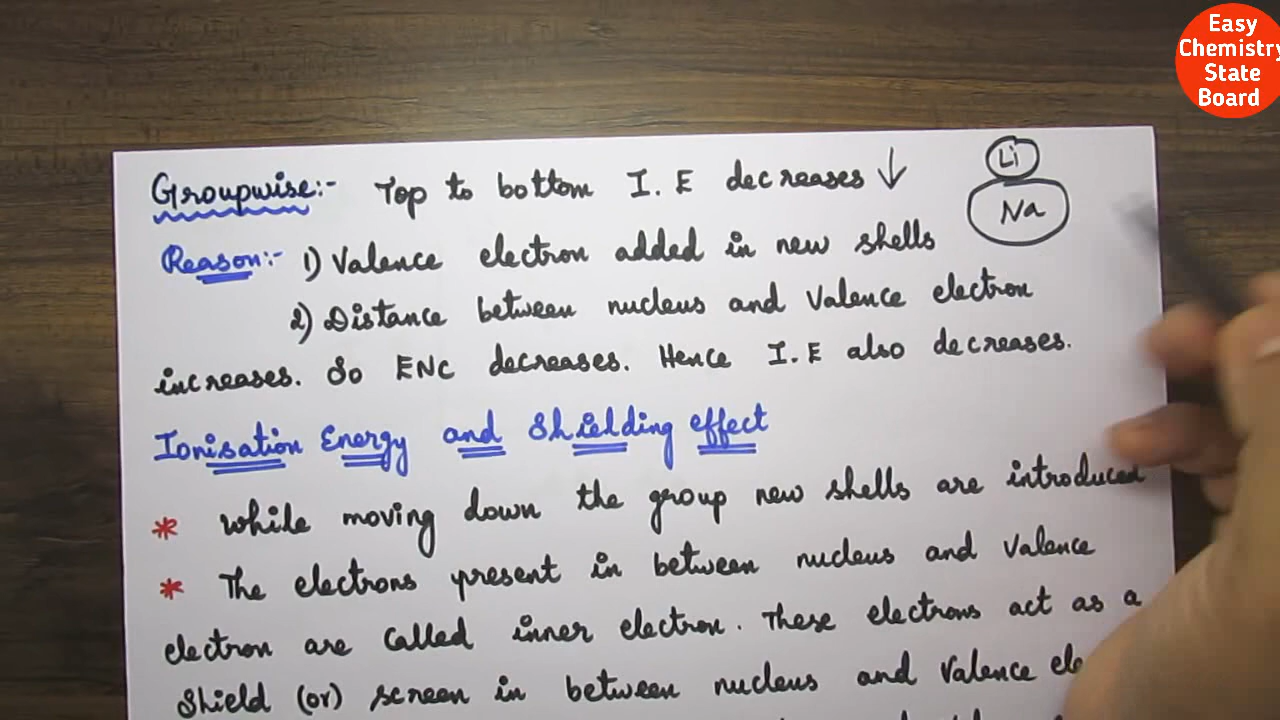 Easy
Chemistry
State
Board
Groupwise:- Top to bottom I.E decreases ↓
Li
Na
Reason:- 1) Valence electron added in new shells
2) Distance between nucleus and Valence electron
increases. So ENC decreases. Hence I.E also decreases.
Ionisation Energy and Shielding effect
* While moving down the group new shells are introduced
* The electrons present in between nucleus and Valence
electron are called inner electron. These electrons act as a
Shield (or) screen in between nucleus and Valence